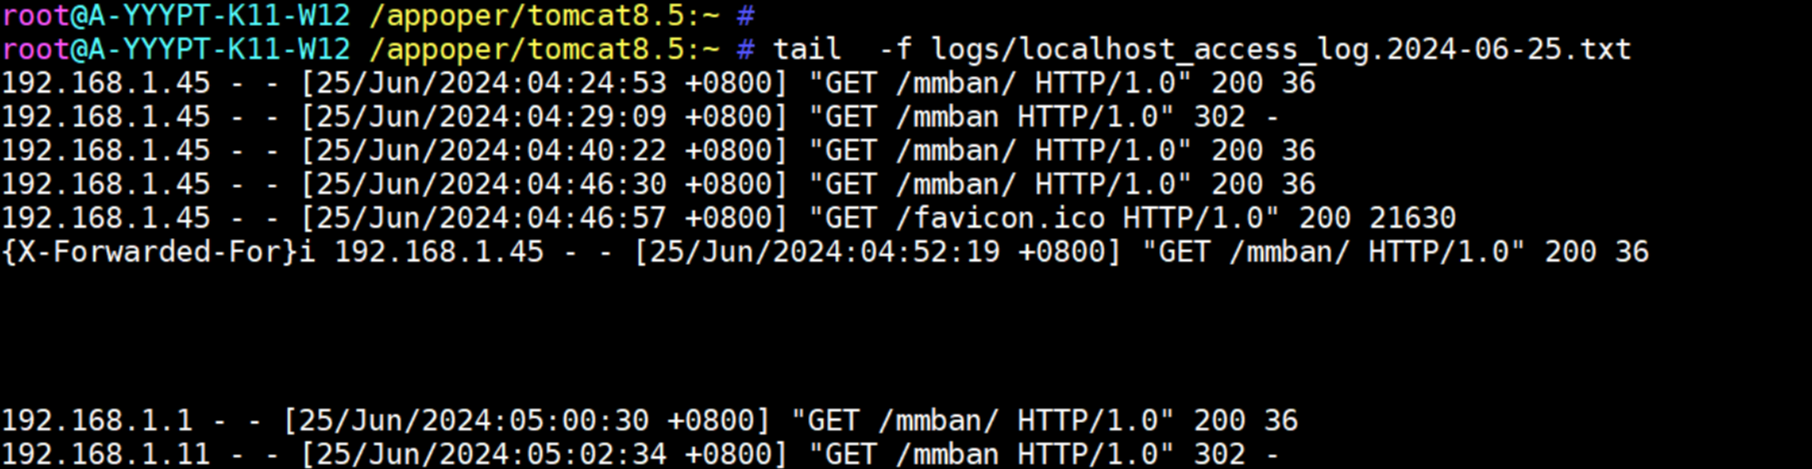 root@A-YYYPT-K11-W12 /appoper/tomcat8.5:~ #
root@A-YYYPT-K11-W12 /appoper/tomcat8.5:~ # tail  -f logs/localhost_access_log.2024-06-25.txt
192.168.1.45 - - [25/Jun/2024:04:24:53 +0800] "GET /mmban/ HTTP/1.0" 200 36
192.168.1.45 - - [25/Jun/2024:04:29:09 +0800] "GET /mmban HTTP/1.0" 302 -
192.168.1.45 - - [25/Jun/2024:04:40:22 +0800] "GET /mmban/ HTTP/1.0" 200 36
192.168.1.45 - - [25/Jun/2024:04:46:30 +0800] "GET /mmban/ HTTP/1.0" 200 36
192.168.1.45 - - [25/Jun/2024:04:46:57 +0800] "GET /favicon.ico HTTP/1.0" 200 21630
{X-Forwarded-For}i 192.168.1.45 - - [25/Jun/2024:04:52:19 +0800] "GET /mmban/ HTTP/1.0" 200 36
192.168.1.1 - - [25/Jun/2024:05:00:30 +0800] "GET /mmban/ HTTP/1.0" 200 36
192.168.1.11 - - [25/Jun/2024:05:02:34 +0800] "GET /mmban HTTP/1.0" 302 -